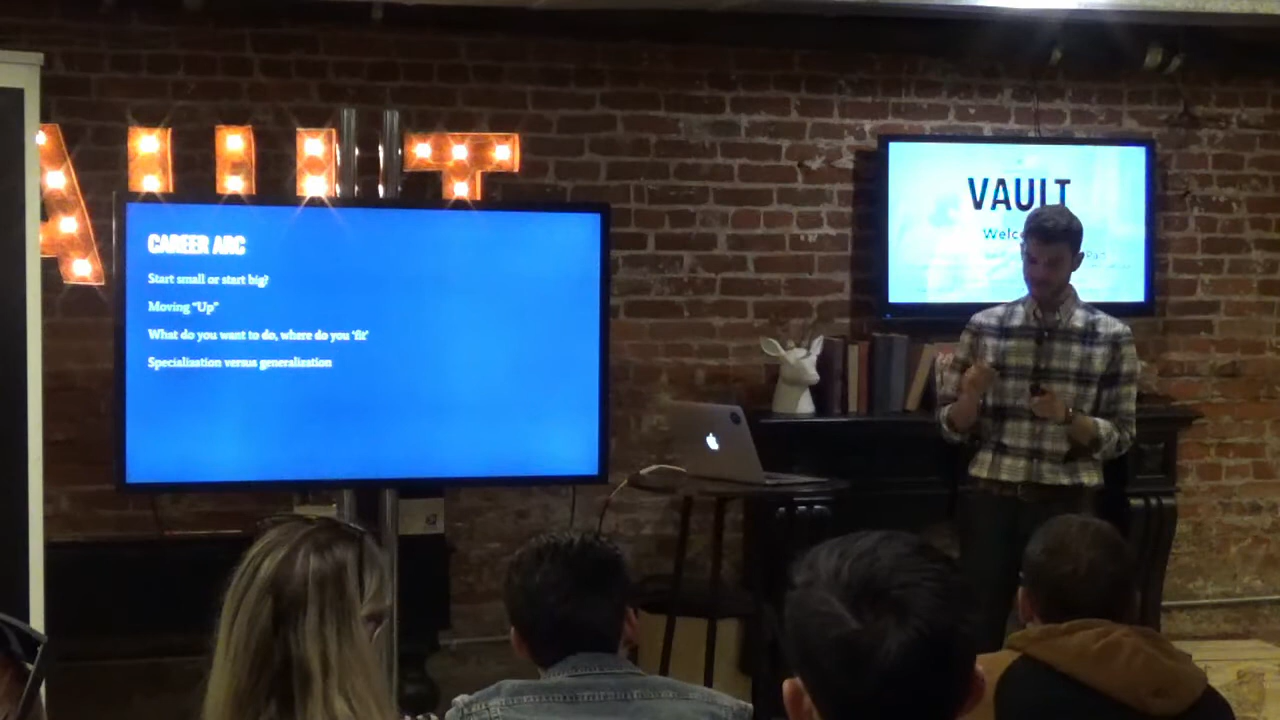 CAREER ARC
Start small or start big?
Moving “Up”
What do you want to do, where do you ‘fit’
Specialization versus generalization
VAULT